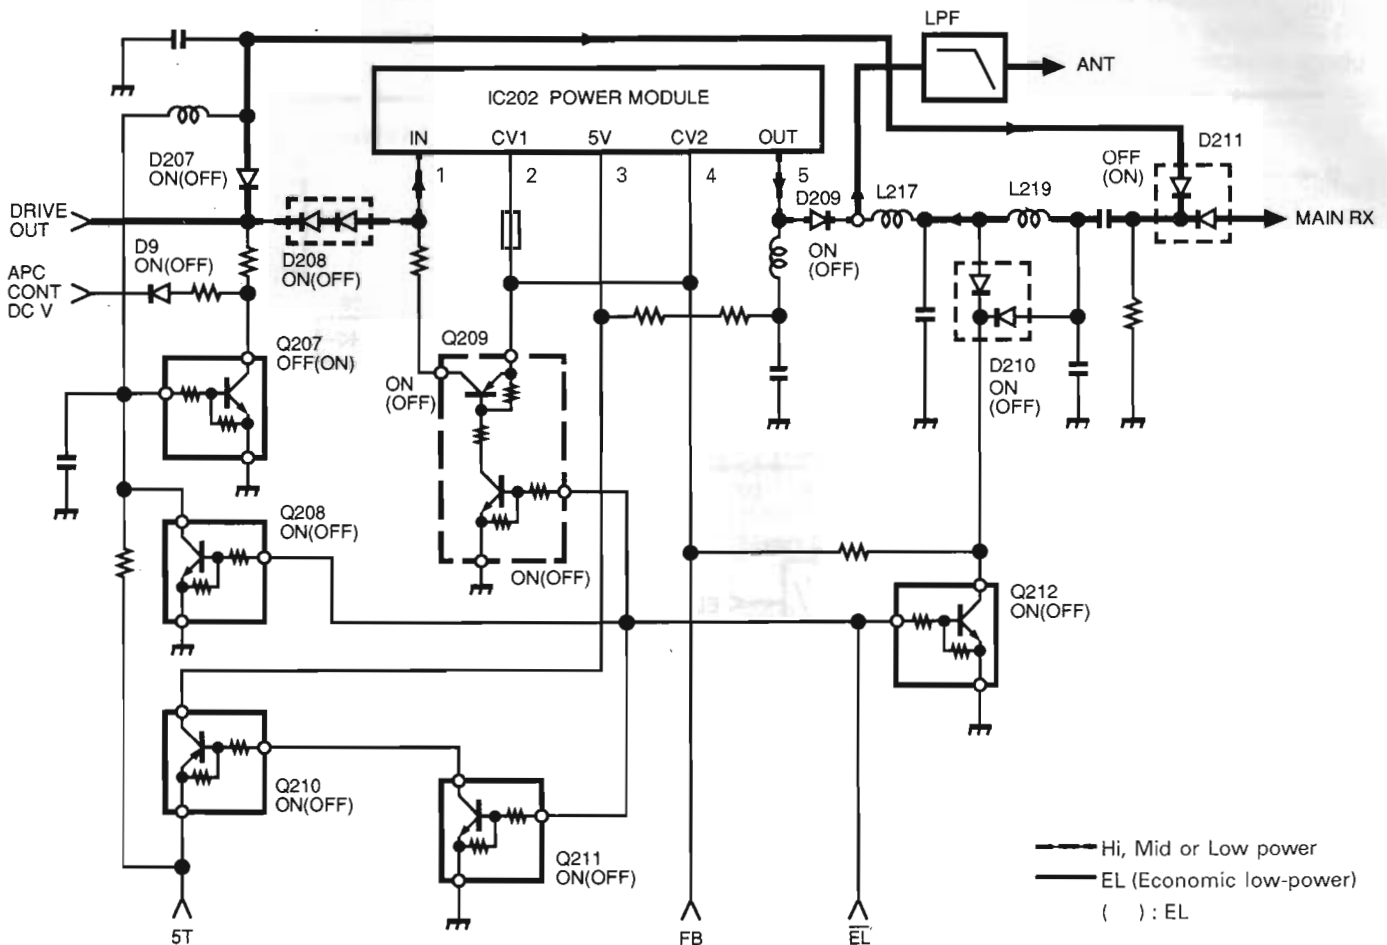 LPF
ANT
IC202 POWER MODULE
IN
CV1
5V
CV2
OUT
1
2
3
4
5
D207
ON(OFF)
DRIVE
OUT
D208
ON(OFF)
D9
ON(OFF)
APC
CONT
DC V
D209
ON
(OFF)
L217
L219
OFF
(ON)
D211
MAIN RX
D210
ON
(OFF)
Q207
OFF(ON)
Q209
ON
(OFF)
ON(OFF)
Q208
ON(OFF)
Q212
ON(OFF)
Q210
ON(OFF)
Q211
ON(OFF)
5T
FB
EL
Hi, Mid or Low power
EL (Economic low-power)
( ) : EL